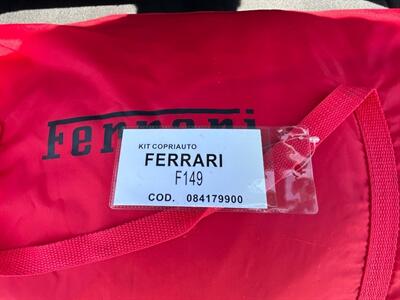 Ferrari
KIT COPRIAUTO
FERRARI
F149
COD. 084179900